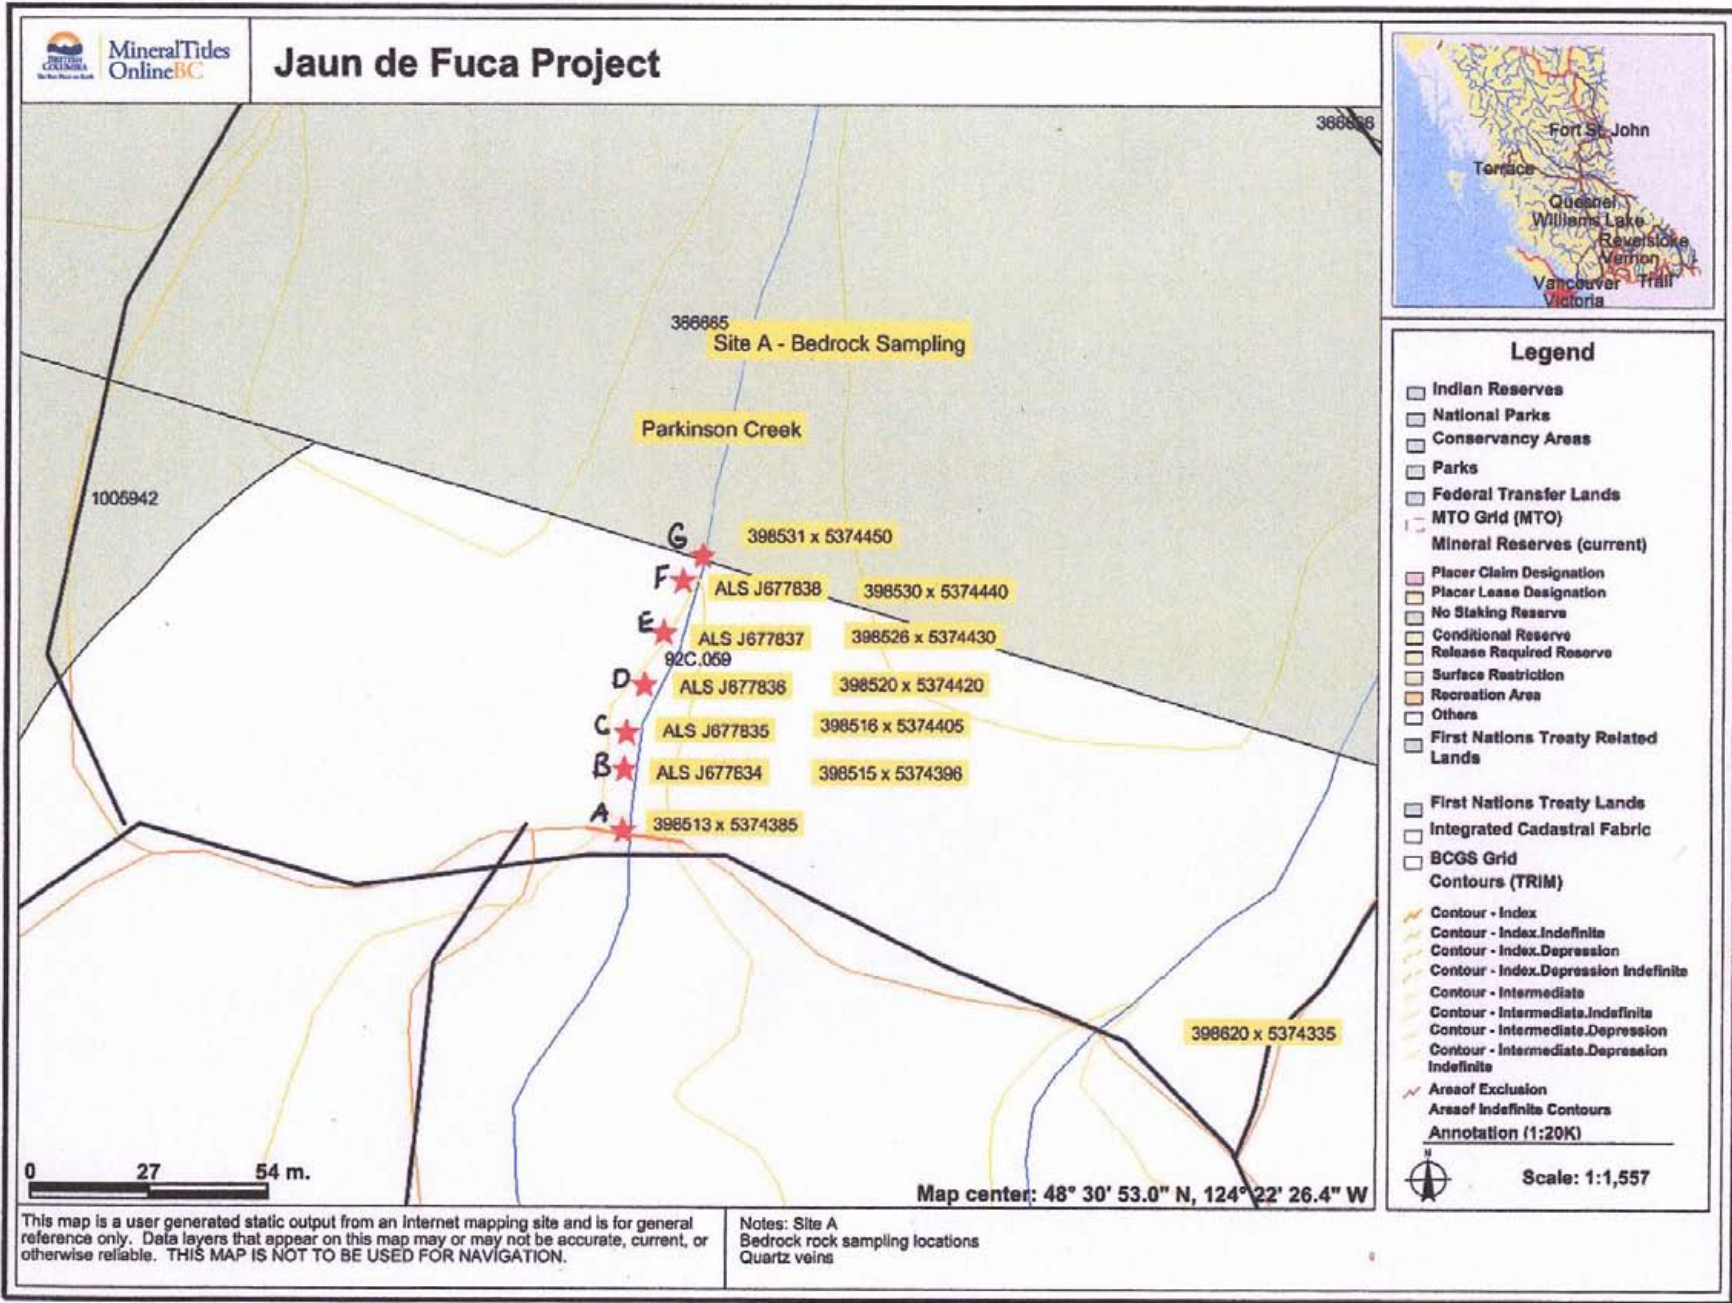 BRITISH COLUMBIA
The Best Place on Earth
MineralTitles
OnlineBC
Jaun de Fuca Project
366665
Site A - Bedrock Sampling
Parkinson Creek
1005942
G
398531 x 5374450
F
ALS J677838
398530 x 5374440
E
ALS J677837
398526 x 5374430
92C.059
D
ALS J677836
398520 x 5374420
C
ALS J677835
398516 x 5374405
B
ALS J677834
398515 x 5374396
A
398513 x 5374385
398620 x 5374335
0 27 54 m.
Map center: 48° 30' 53.0" N, 124° 22' 26.4" W
Fort St. John
Terrace
Quesnel
Williams Lake
Revelstoke
Vernon
Vancouver Trail
Victoria
Legend
Indian Reserves
National Parks
Conservancy Areas
Parks
Federal Transfer Lands
MTO Grid (MTO)
Mineral Reserves (current)
Placer Claim Designation
Placer Lease Designation
No Staking Reserve
Conditional Reserve
Release Required Reserve
Surface Restriction
Recreation Area
Others
First Nations Treaty Related
Lands
First Nations Treaty Lands
Integrated Cadastral Fabric
BCGS Grid
Contours (TRIM)
Contour - Index
Contour - Index.Indefinite
Contour - Index.Depression
Contour - Index.Depression Indefinite
Contour - Intermediate
Contour - Intermediate.Indefinite
Contour - Intermediate.Depression
Contour - Intermediate.Depression
Indefinite
Areaof Exclusion
Areaof Indefinite Contours
Annotation (1:20K)
N
Scale: 1:1,557
This map is a user generated static output from an Internet mapping site and is for general
reference only. Data layers that appear on this map may or may not be accurate, current, or
otherwise reliable. THIS MAP IS NOT TO BE USED FOR NAVIGATION.
Notes: Site A
Bedrock rock sampling locations
Quartz veins